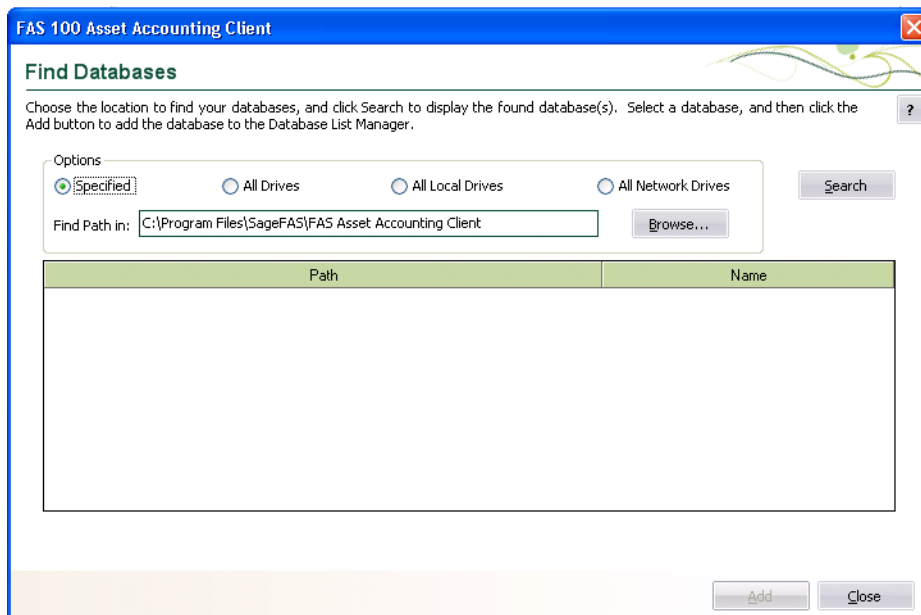 FAS 100 Asset Accounting Client
Find Databases
Choose the location to find your databases, and click Search to display the found database(s). Select a database, and then click the
Add button to add the database to the Database List Manager.
?
Options
Specified All Drives All Local Drives All Network Drives Search
Find Path in: C:\Program Files\SageFAS\FAS Asset Accounting Client Browse...
Path Name
Add Close